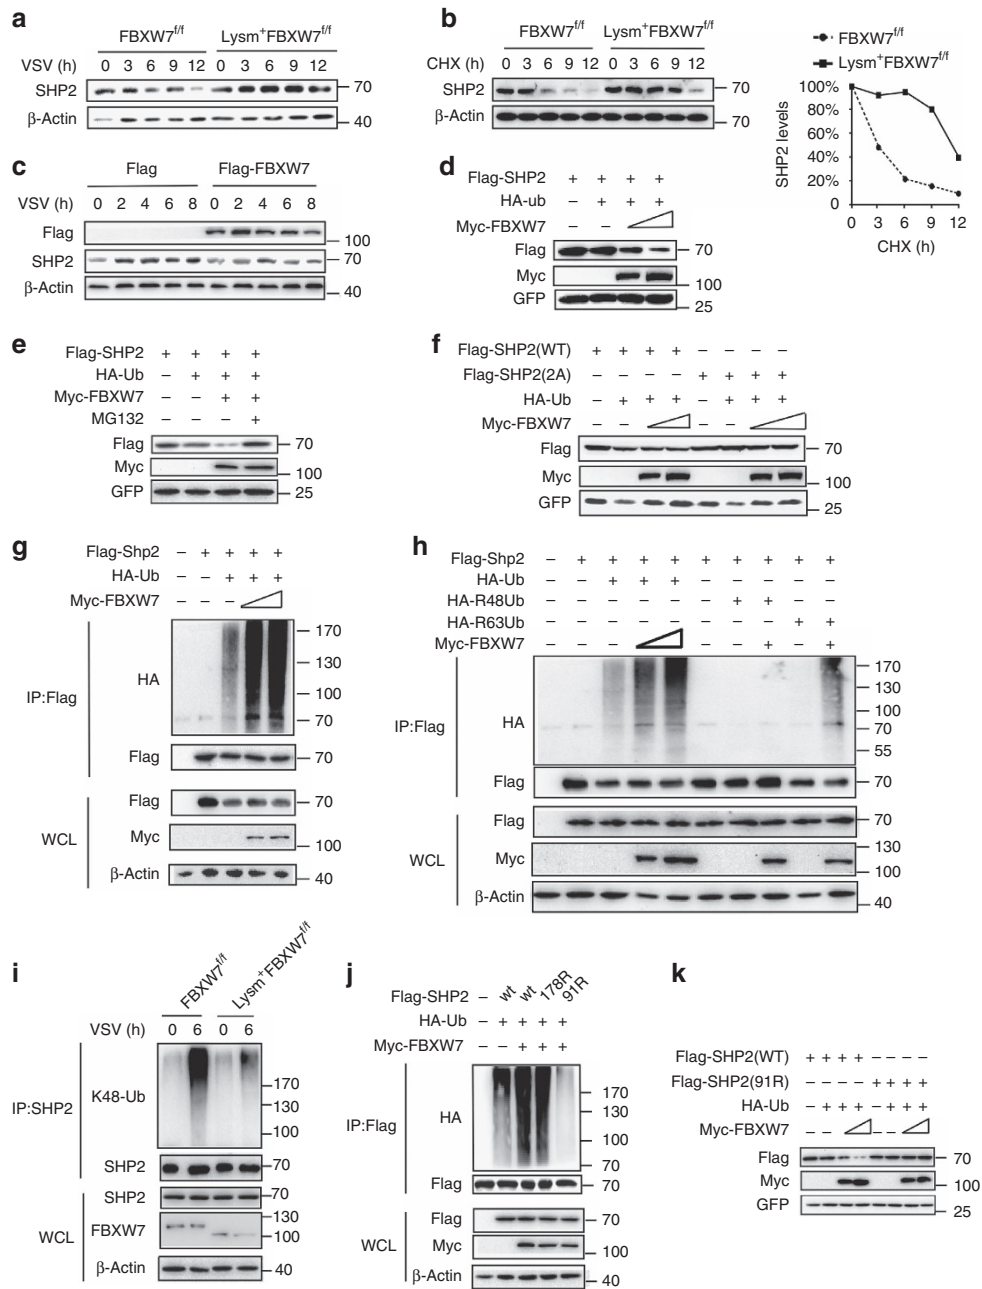 a
FBXW7f/f Lysm+FBXW7f/f
VSV (h) 0 3 6 9 12 0 3 6 9 12
SHP2 70
β-Actin 40
b
FBXW7f/f Lysm+FBXW7f/f
CHX (h) 0 3 6 9 12 0 3 6 9 12
SHP2 70
β-Actin 70
FBXW7f/f
Lysm+FBXW7f/f
100%
80%
60%
40%
20%
0
SHP2 levels
0 3 6 9 12
CHX (h)
c
Flag Flag-FBXW7
VSV (h) 0 2 4 6 8 0 2 4 6 8
Flag 100
SHP2 70
β-Actin 40
d
Flag-SHP2 + + + +
HA-ub – + + +
Myc-FBXW7 – –
Flag 70
Myc 100
GFP 25
e
Flag-SHP2 + + + +
HA-Ub – + + +
Myc-FBXW7 – – + +
MG132 – – – +
Flag 70
Myc 100
GFP 25
f
Flag-SHP2(WT) + + + + – – – –
Flag-SHP2(2A) – – – – + + + +
HA-Ub – + + + – + + +
Myc-FBXW7 – – – –
Flag 70
Myc 100
GFP 25
g
Flag-Shp2 – + + + +
HA-Ub – – + + +
Myc-FBXW7 – – –
IP:Flag
HA 170
130
100
70
Flag 70
WCL
Flag 70
Myc 100
β-Actin 40
h
Flag-Shp2 – + + + + + + + + +
HA-Ub – – + + + – – – – –
HA-R48Ub – – – – – – + + – –
HA-R63Ub – – – – – – – – + +
Myc-FBXW7 – – – – – + – +
IP:Flag
HA 170
130
100
70
55
Flag 70
WCL
Flag 70
Myc 130
100
β-Actin 40
i
FBXW7f/f Lysm+FBXW7f/f
VSV (h) 0 6 0 6
IP:SHP2
K48-Ub 170
130
100
SHP2 70
WCL
SHP2 70
FBXW7 130
100
β-Actin 40
j
Flag-SHP2 – wt wt 178R 91R
HA-Ub – + + + +
Myc-FBXW7 – – + + +
IP:Flag
HA 170
130
100
70
Flag 70
WCL
Flag 70
Myc 100
β-Actin 40
k
Flag-SHP2(WT) + + + + – – – –
Flag-SHP2(91R) – – – – + + + +
HA-Ub – + + + – + + +
Myc-FBXW7 – – – –
Flag 70
Myc 100
GFP 25